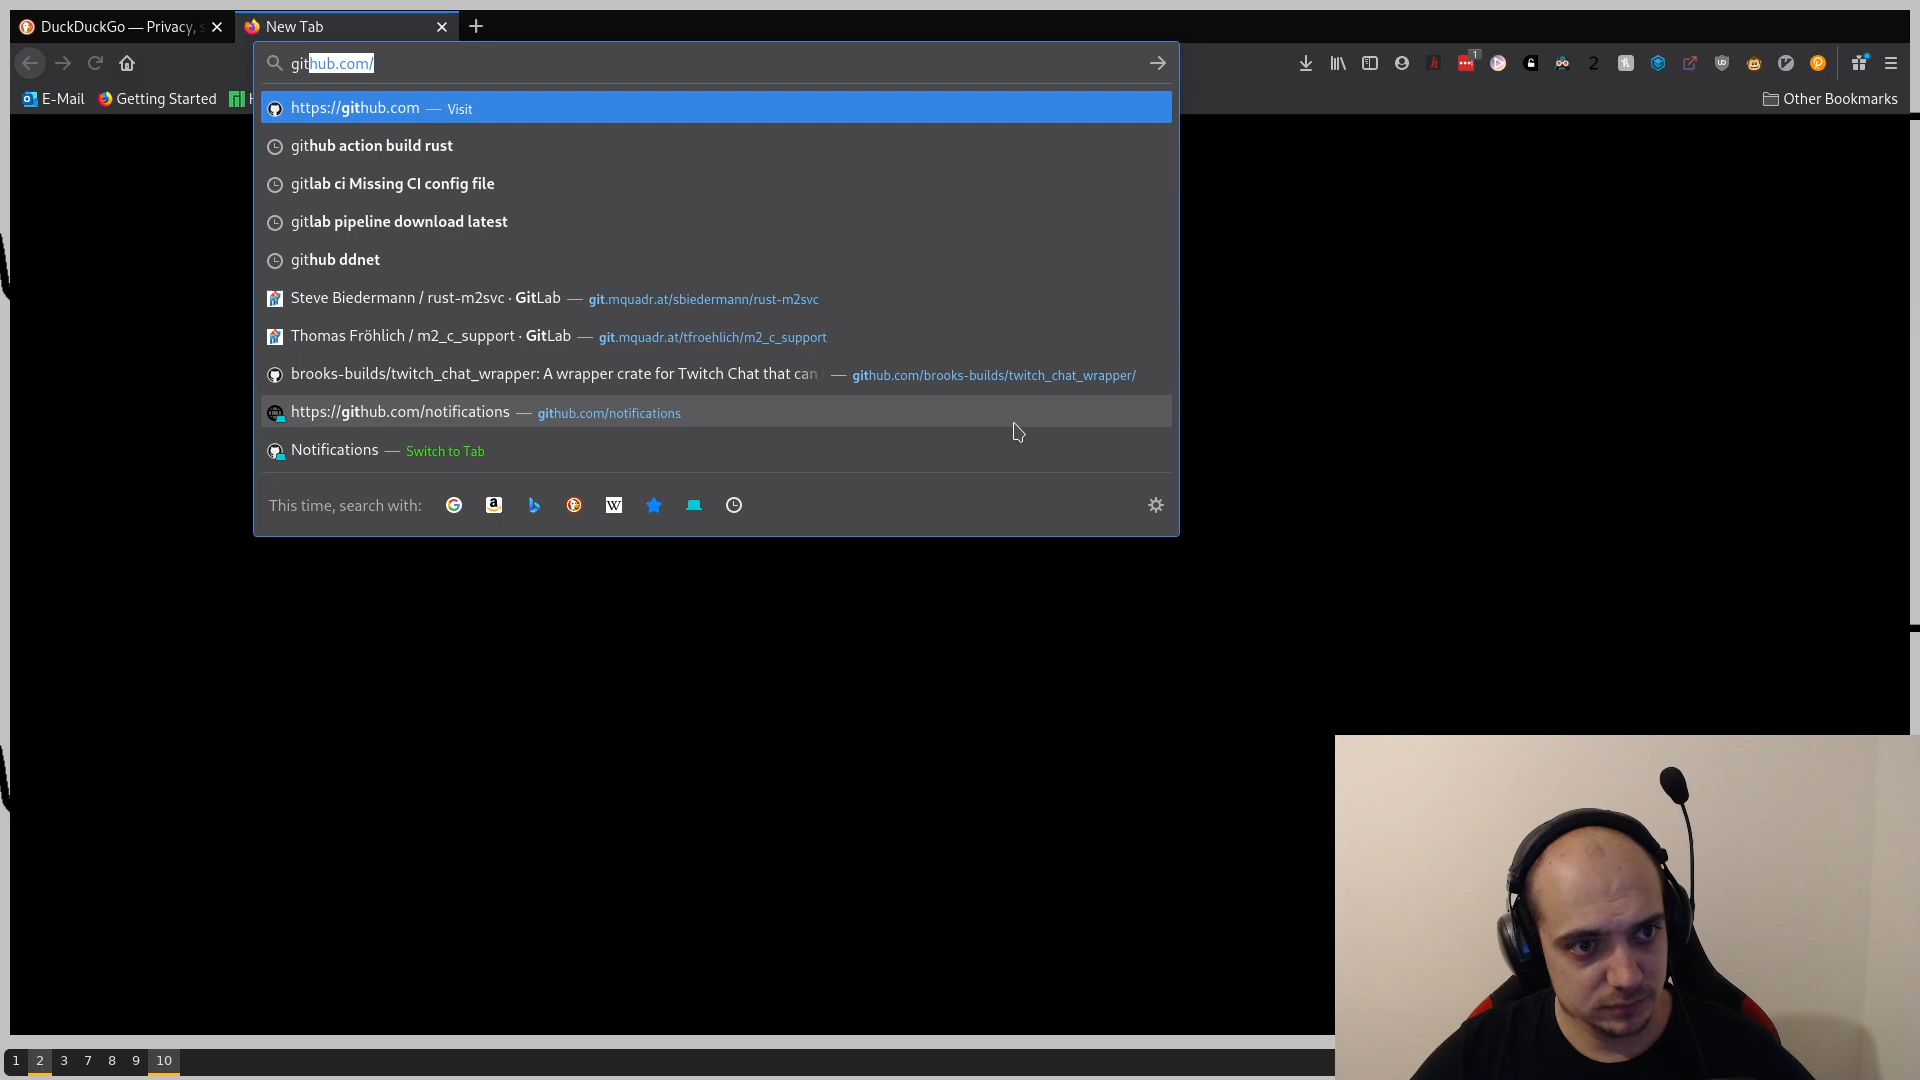 DuckDuckGo — Privacy, s
New Tab
github.com/
1
2
E-Mail
Getting Started
Other Bookmarks
https://github.com — Visit
github action build rust
gitlab ci Missing CI config file
gitlab pipeline download latest
github ddnet
Steve Biedermann / rust-m2svc · GitLab — git.mquadr.at/sbiedermann/rust-m2svc
Thomas Fröhlich / m2_c_support · GitLab — git.mquadr.at/tfroehlich/m2_c_support
brooks-builds/twitch_chat_wrapper: A wrapper crate for Twitch Chat that can — github.com/brooks-builds/twitch_chat_wrapper/
https://github.com/notifications — github.com/notifications
Notifications — Switch to Tab
This time, search with:
1 2 3 7 8 9 10